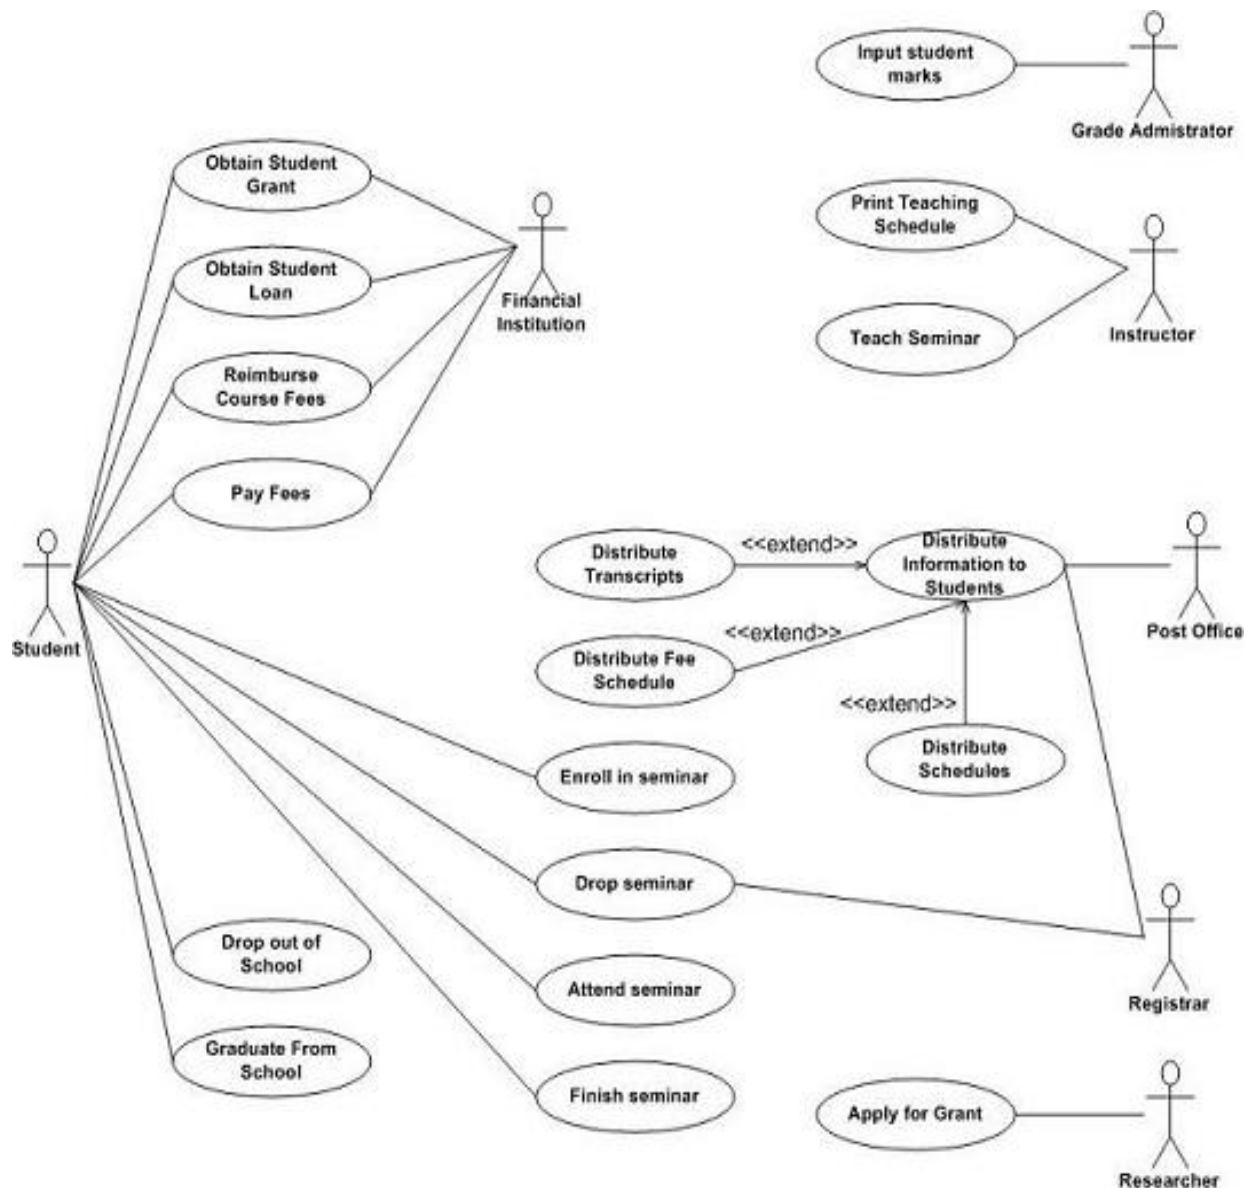 Input student
marks
Grade Admistrator
Obtain Student
Grant
Print Teaching
Schedule
Obtain Student
Loan
Financial
Institution
Teach Seminar
Instructor
Reimburse
Course Fees
Pay Fees
Distribute
Transcripts
<<extend>>
Distribute
Information to
Students
Student
Post Office
<<extend>>
Distribute Fee
Schedule
<<extend>>
Distribute
Schedules
Enroll in seminar
Drop seminar
Drop out of
School
Attend seminar
Registrar
Graduate From
School
Finish seminar
Apply for Grant
Researcher